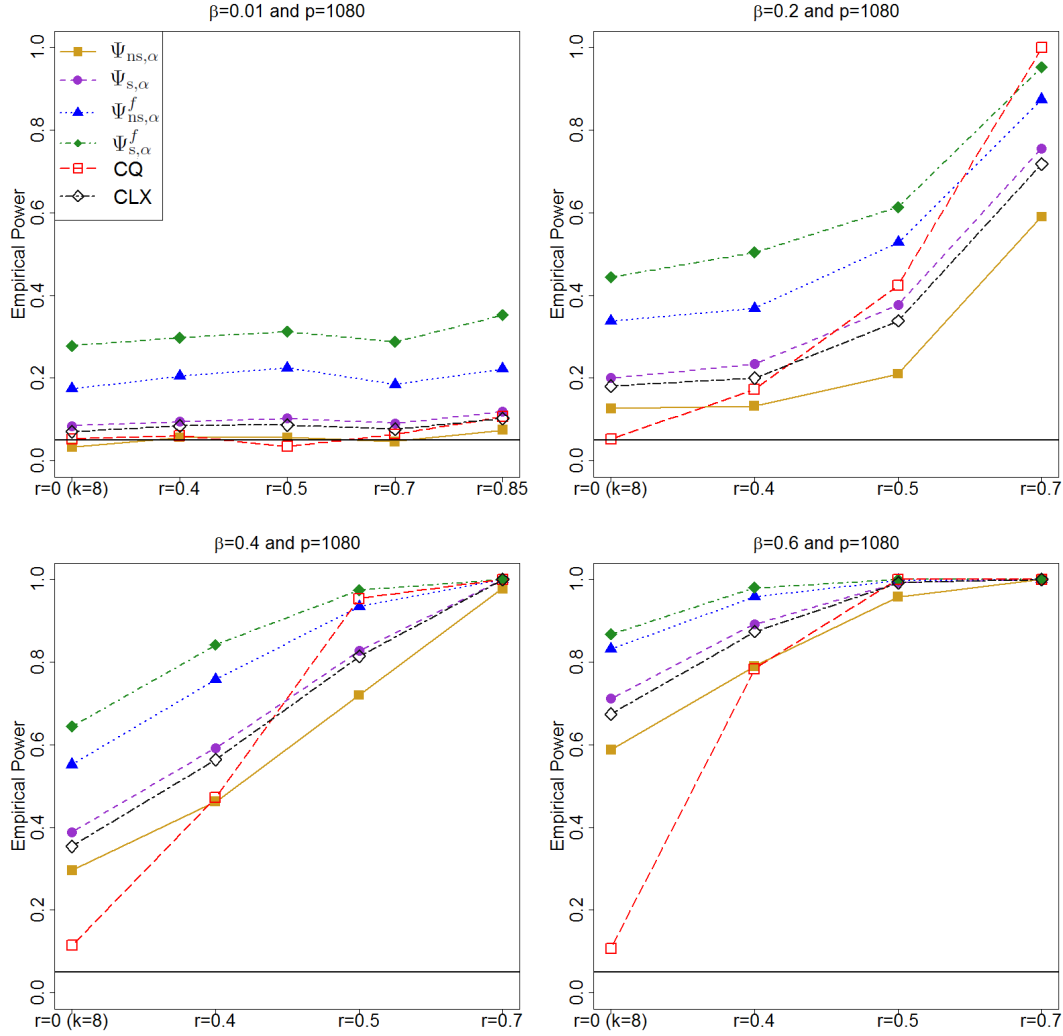 β=0.01 and p=1080
Empirical Power
1.0
0.8
0.6
0.4
0.2
0.0
Ψns,α
Ψs,α
Ψfns,α
Ψfs,α
CQ
CLX
r=0 (k=8) r=0.4 r=0.5 r=0.7 r=0.85
β=0.2 and p=1080
Empirical Power
1.0
0.8
0.6
0.4
0.2
0.0
r=0 (k=8) r=0.4 r=0.5 r=0.7
β=0.4 and p=1080
Empirical Power
1.0
0.8
0.6
0.4
0.2
0.0
r=0 (k=8) r=0.4 r=0.5 r=0.7
β=0.6 and p=1080
Empirical Power
1.0
0.8
0.6
0.4
0.2
0.0
r=0 (k=8) r=0.4 r=0.5 r=0.7